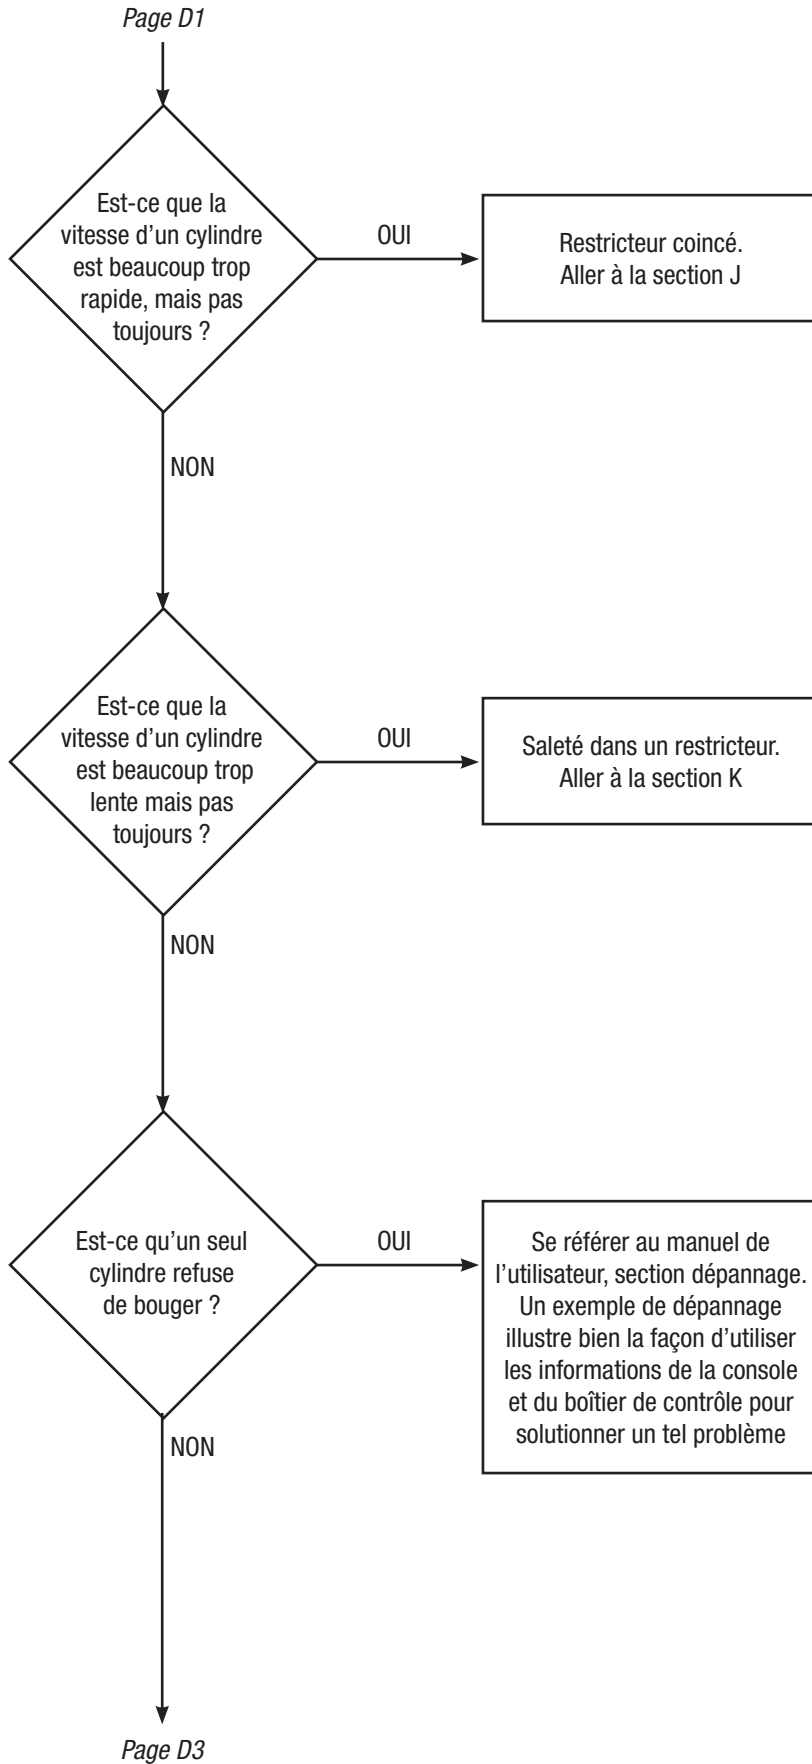 Page D1
Est-ce que la
vitesse d’un cylindre
est beaucoup trop
rapide, mais pas
toujours ?
OUI
Restricteur coincé.
Aller à la section J
NON
Est-ce que la
vitesse d’un cylindre
est beaucoup trop
lente mais pas
toujours ?
OUI
Saleté dans un restricteur.
Aller à la section K
NON
Est-ce qu’un seul
cylindre refuse
de bouger ?
OUI
Se référer au manuel de
l’utilisateur, section dépannage.
Un exemple de dépannage
illustre bien la façon d’utiliser
les informations de la console
et du boîtier de contrôle pour
solutionner un tel problème
NON
Page D3